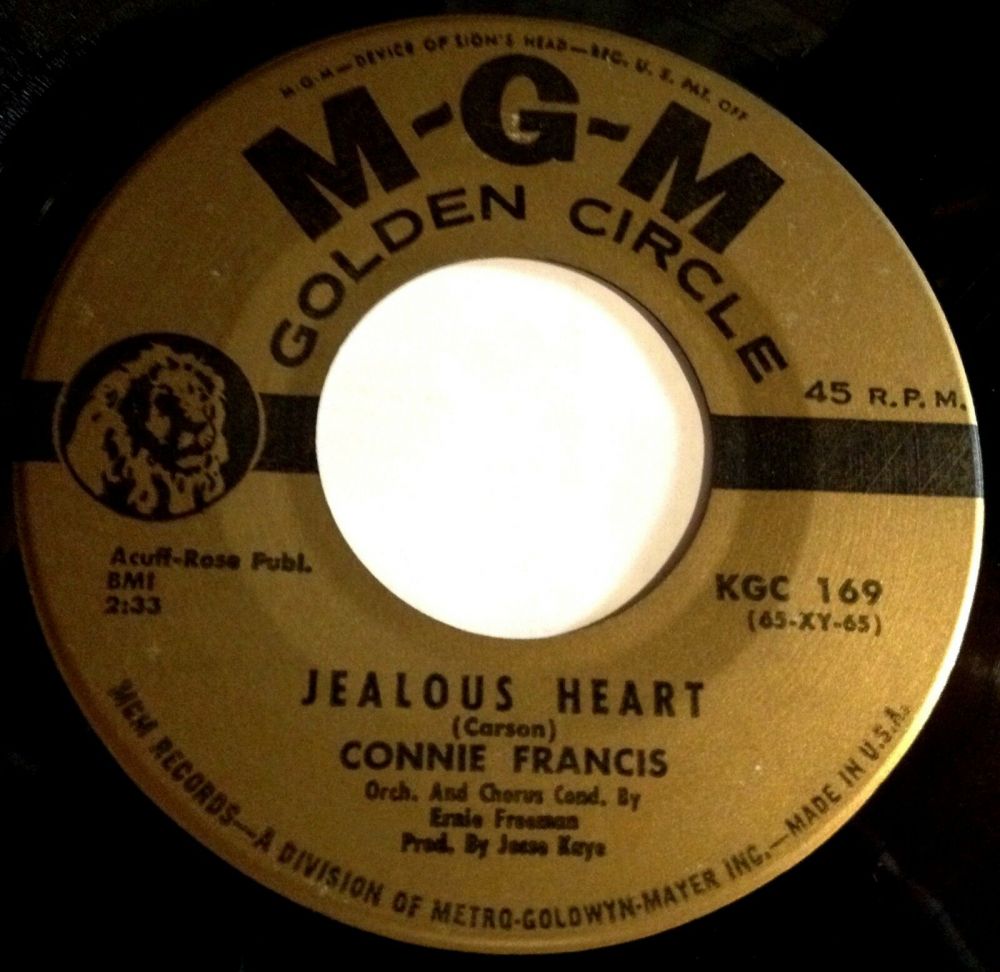 M-G-M—DEVICE OF LION'S HEAD—REG. U. S. PAT. OFF
M-G-M
GOLDEN CIRCLE
45 R.P.M.
Acuff-Rose Publ.
BMI
2:33
KGC 169
(65-XY-65)
JEALOUS HEART
(Carson)
CONNIE FRANCIS
Orch. And Chorus Cond. By
Ernie Freeman
Prod. By Jesse Kaye
MGM RECORDS—A DIVISION OF METRO-GOLDWYN-MAYER INC.—MADE IN U.S.A.